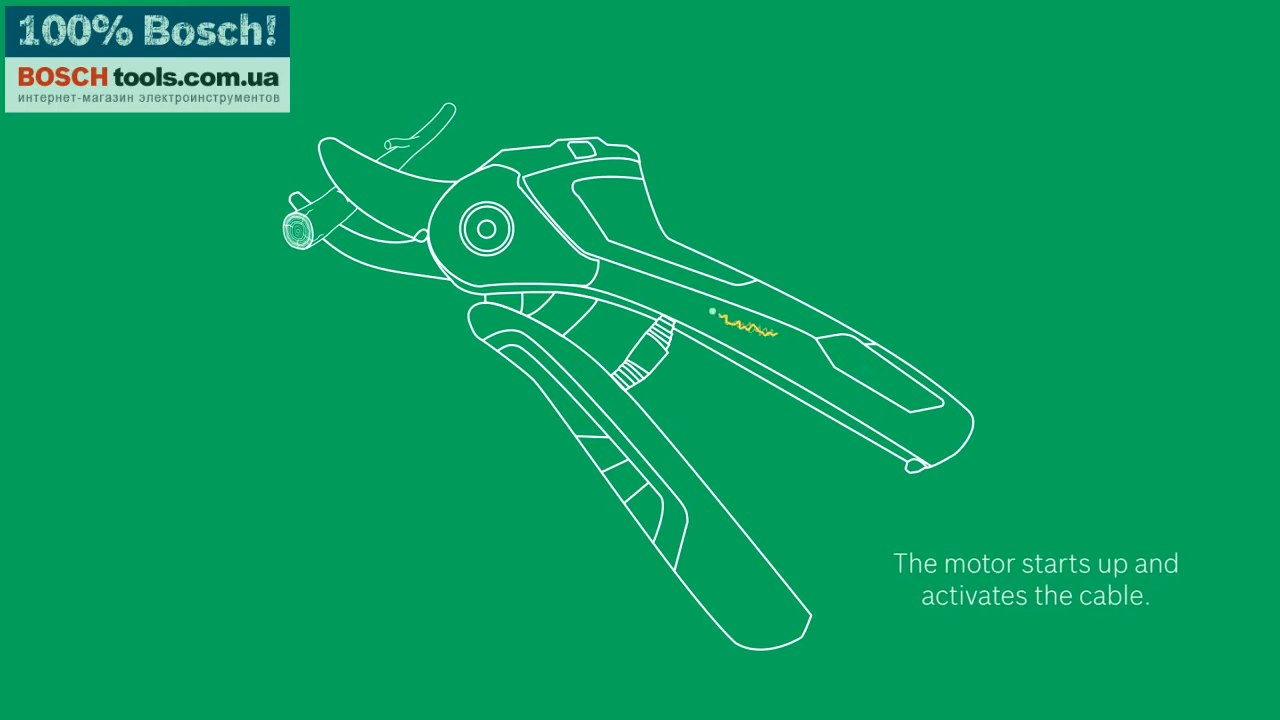 100% Bosch!
BOSCH tools.com.ua
интернет-магазин электроинструментов
The motor starts up and
activates the cable.